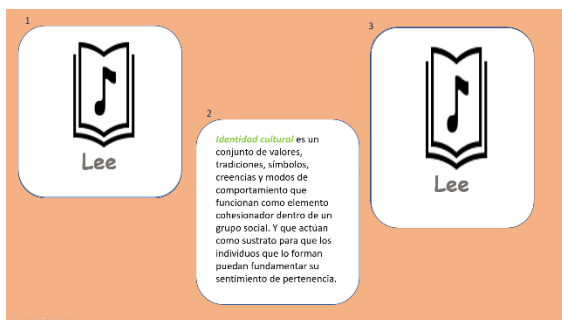 1
Lee
2
Identidad cultural es un
conjunto de valores,
tradiciones, símbolos,
creencias y modos de
comportamiento que
funcionan como elemento
cohesionador dentro de un
grupo social. Y que actúan
como sustrato para que los
individuos que lo forman
puedan fundamentar su
sentimiento de pertenencia.
3
Lee